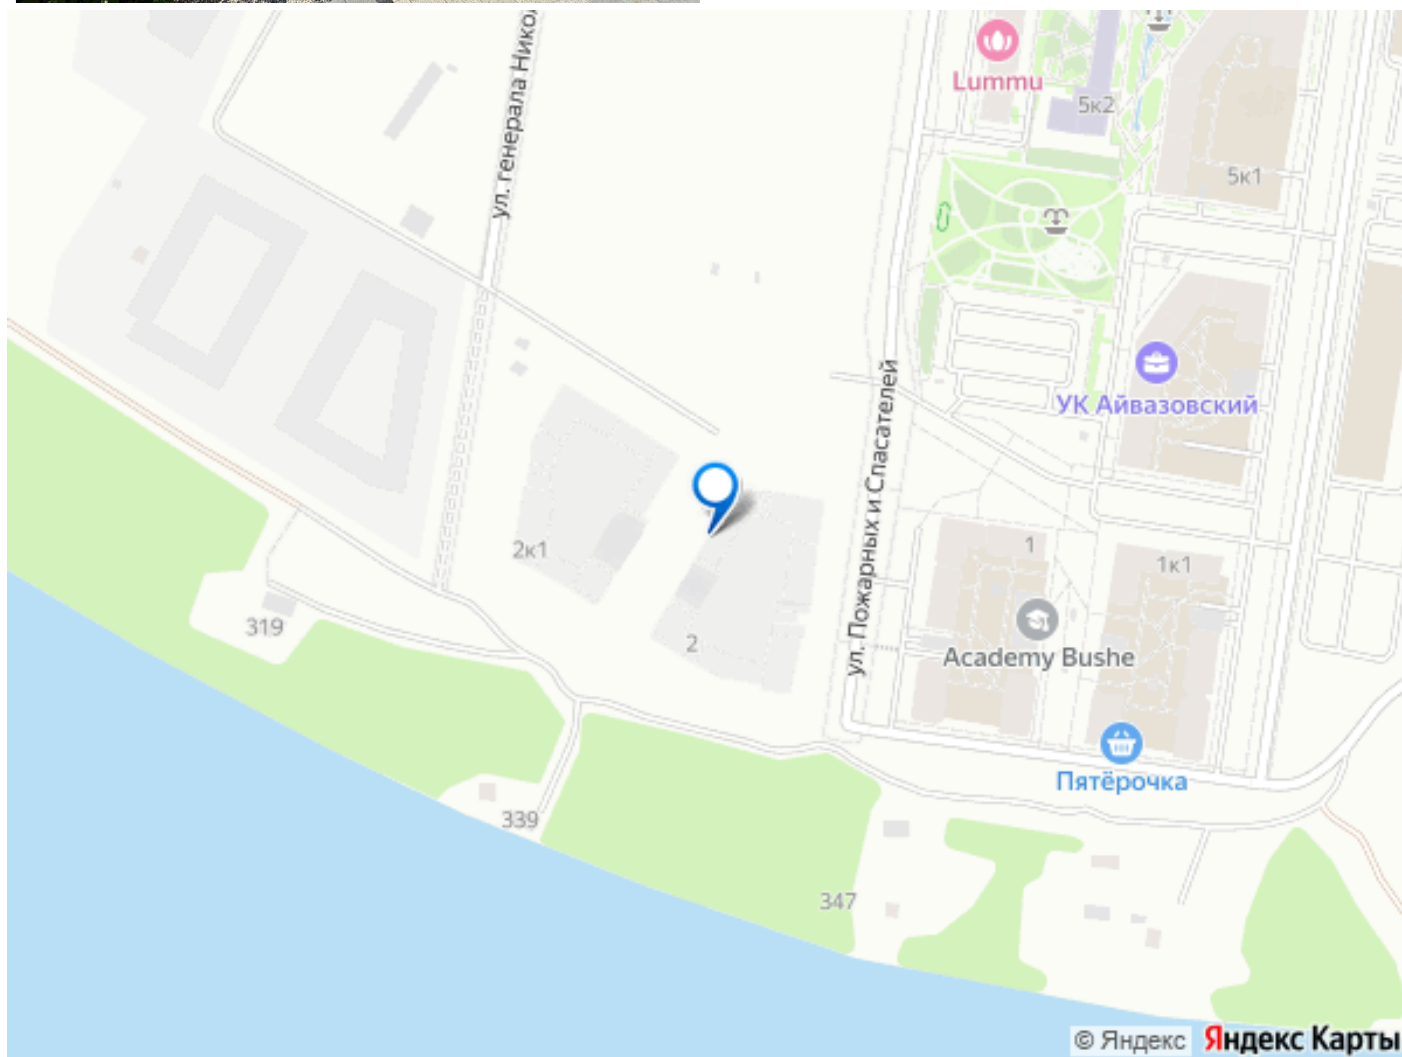 ул. генерала Нико
Lummu
5к2
5к1
УК Айвазовский
ул. Пожарных и Спасателей
2к1
1
1к1
319
2
Academy Bushe
Пятёрочка
339
347
© Яндекс Яндекс Карты